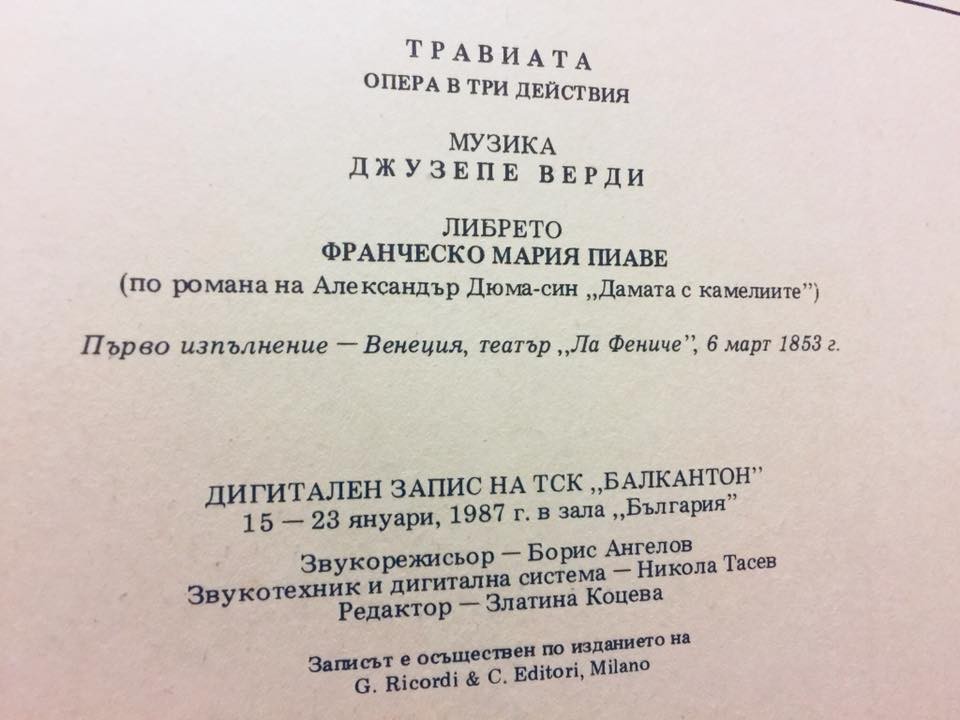 ТРАВИАТА
ОПЕРА В ТРИ ДЕЙСТВИЯ
МУЗИКА
ДЖУЗЕПЕ ВЕРДИ
ЛИБРЕТО
ФРАНЧЕСКО МАРИЯ ПИАВЕ
(по романа на Александър Дюма-син „Дамата с камелиите”)
Първо изпълнение — Венеция, театър „Ла Фениче”, 6 март 1853 г.
ДИГИТАЛЕН ЗАПИС НА ТСК „БАЛКАНТОН”
15 — 23 януари, 1987 г. в зала „България”
Звукорежисьор — Борис Ангелов
Звукотехник и дигитална система — Никола Тасев
Редактор — Златина Коцева
Записът е осъществен по изданието на
G. Ricordi & C. Editori, Milano